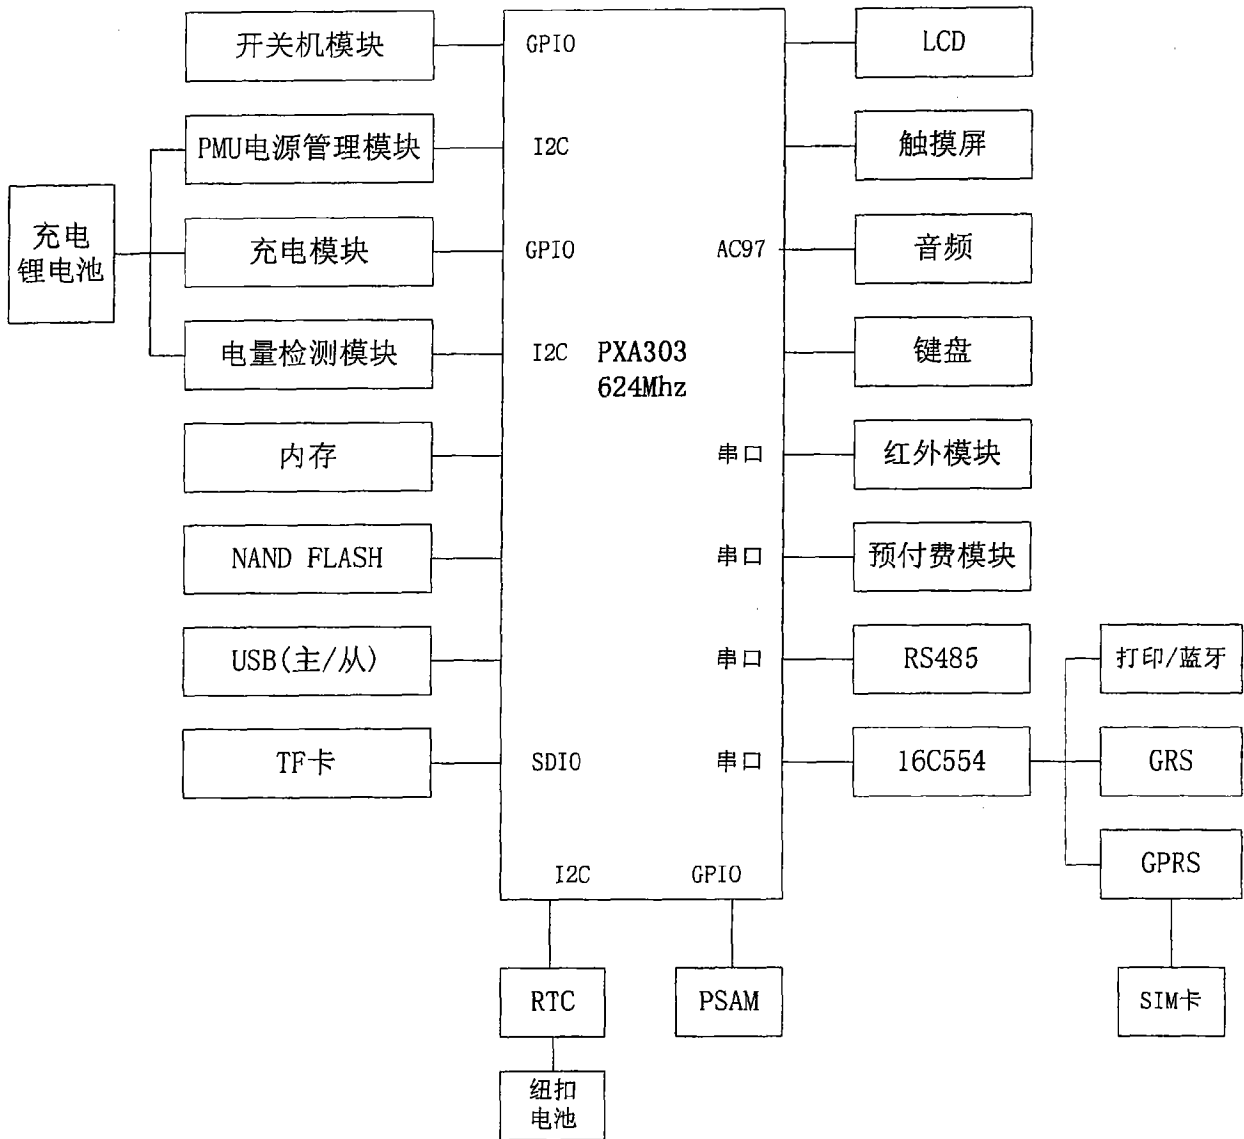 开关机模块
GPIO
LCD
PMU电源管理模块
I2C
触摸屏
充电
锂电池
充电模块
GPIO
AC97
音频
电量检测模块
I2C
PXA303
624Mhz
键盘
内存
串口
红外模块
NAND FLASH
串口
预付费模块
USB(主/从)
串口
RS485
打印/蓝牙
TF卡
SDIO
串口
16C554
GRS
I2C
GPIO
GPRS
RTC
PSAM
SIM卡
纽扣
电池